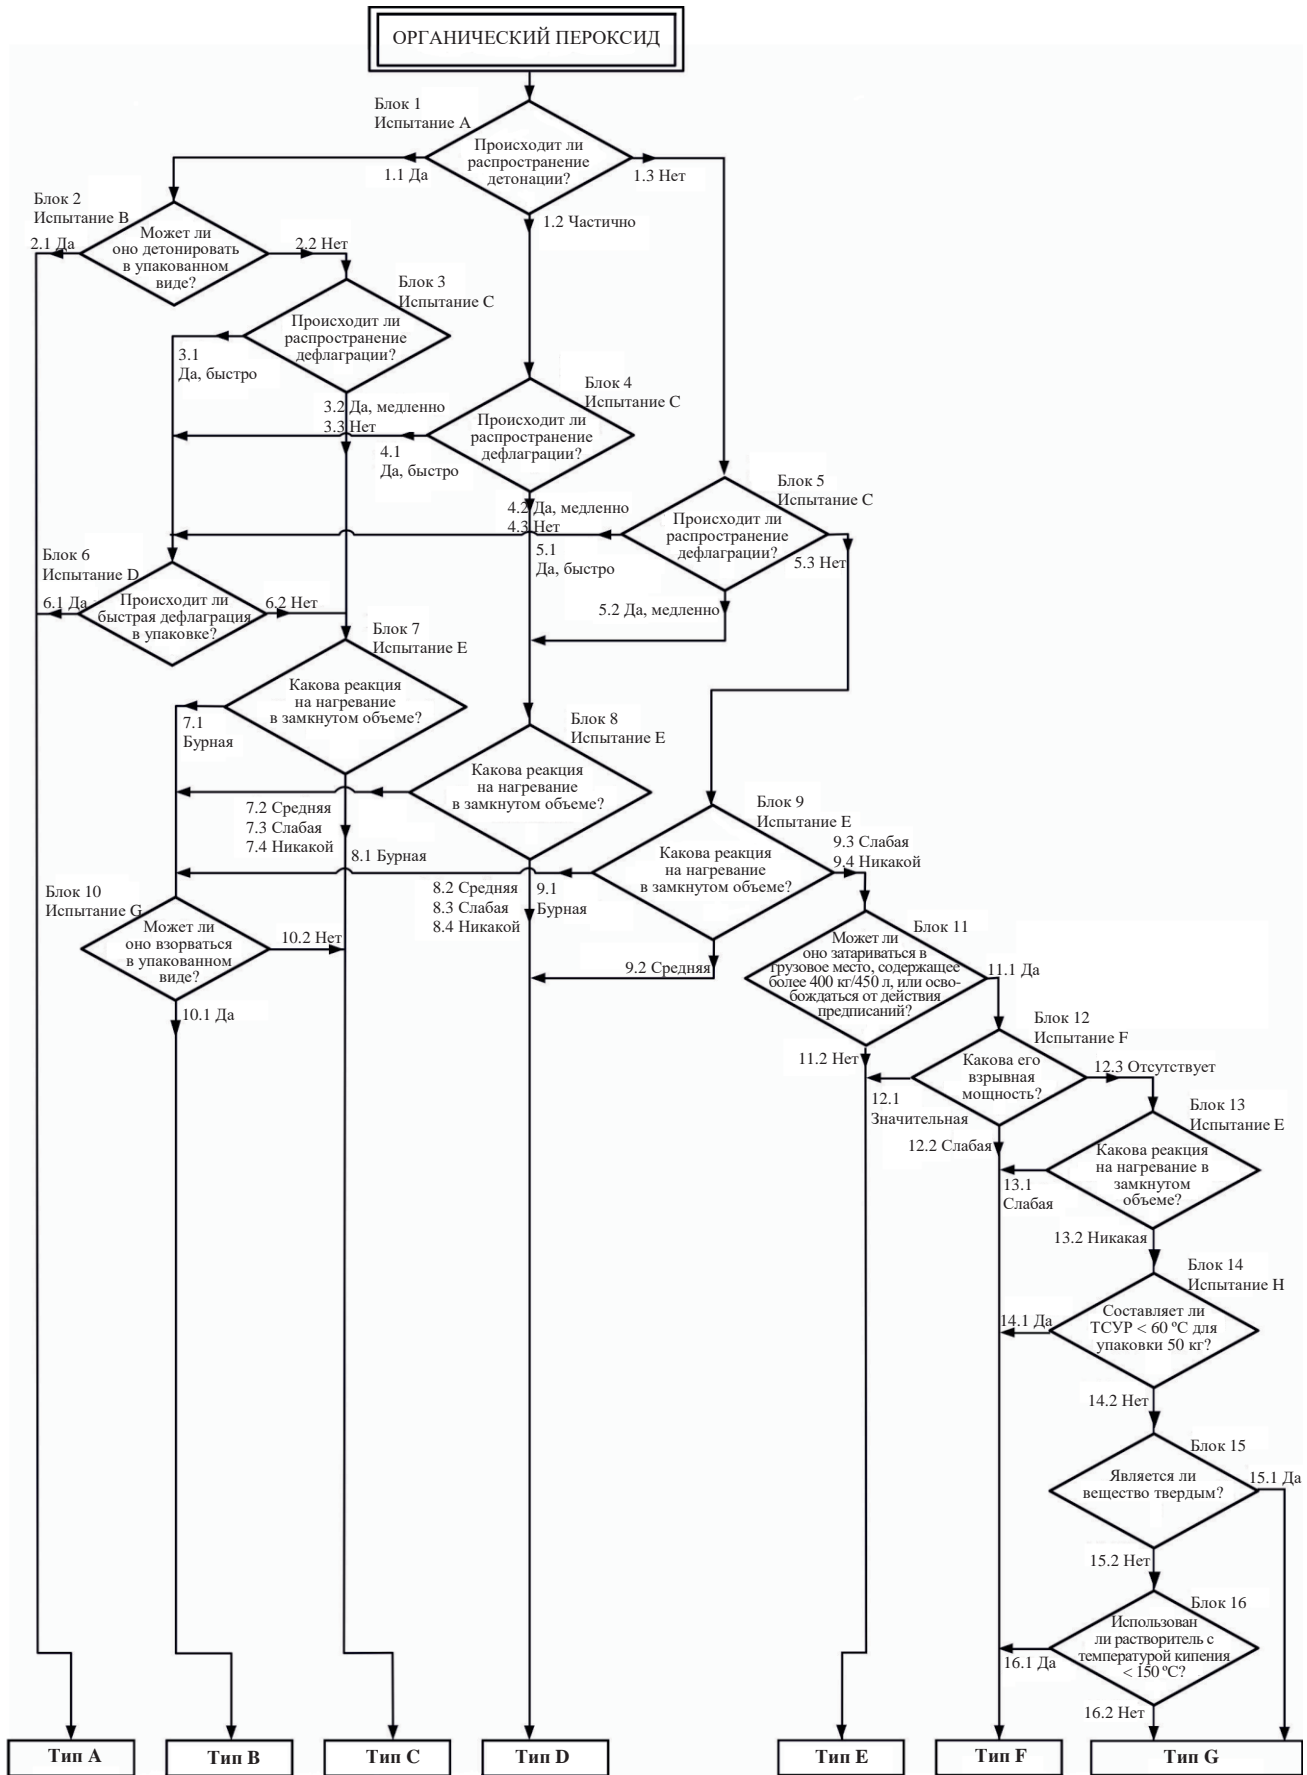 ОРГАНИЧЕСКИЙ ПЕРОКСИД
Блок 1
Испытание A
Происходит ли
распространение
детонации?
1.1 Да
1.3 Нет
1.2 Частично
Блок 2
Испытание B
2.1 Да
Может ли
оно детонировать
в упакованном
виде?
2.2 Нет
Блок 3
Испытание C
Происходит ли
распространение
дефлаграции?
3.1
Да, быстро
3.2 Да, медленно
3.3 Нет
Блок 4
Испытание C
Происходит ли
распространение
дефлаграции?
4.1
Да, быстро
4.2 Да, медленно
4.3 Нет
Блок 5
Испытание C
Происходит ли
распространение
дефлаграции?
5.1
Да, быстро
5.3 Нет
5.2 Да, медленно
Блок 6
Испытание D
6.1 Да
Происходит ли
быстрая дефлаграция
в упаковке?
6.2 Нет
Блок 7
Испытание E
Какова реакция
на нагревание
в замкнутом объеме?
7.1
Бурная
7.2 Средняя
7.3 Слабая
7.4 Никакой
Блок 8
Испытание E
Какова реакция
на нагревание
в замкнутом объеме?
8.1 Бурная
8.2 Средняя
8.3 Слабая
8.4 Никакой
Блок 9
Испытание E
Какова реакция
на нагревание
в замкнутом объеме?
9.3 Слабая
9.4 Никакой
9.1
Бурная
9.2 Средняя
Блок 10
Испытание G
Может ли
оно взорваться
в упакованном
виде?
10.2 Нет
10.1 Да
Блок 11
Может ли
оно затариваться в
грузовое место, содержащее
более 400 кг/450 л, или осво-
бождаться от действия
предписаний?
11.1 Да
11.2 Нет
Блок 12
Испытание F
Какова его
взрывная
мощность?
12.3 Отсутствует
12.1
Значительная
12.2 Слабая
Блок 13
Испытание E
Какова реакция
на нагревание в
замкнутом
объеме?
13.1
Слабая
13.2 Никакая
Блок 14
Испытание H
Составляет ли
ТСУР < 60 ºC для
упаковки 50 кг?
14.1 Да
14.2 Нет
Блок 15
Является ли
вещество твердым?
15.1 Да
15.2 Нет
Блок 16
Использован
ли растворитель с
температурой кипения
< 150 ºC?
16.1 Да
16.2 Нет
Тип A
Тип B
Тип C
Тип D
Тип E
Тип F
Тип G